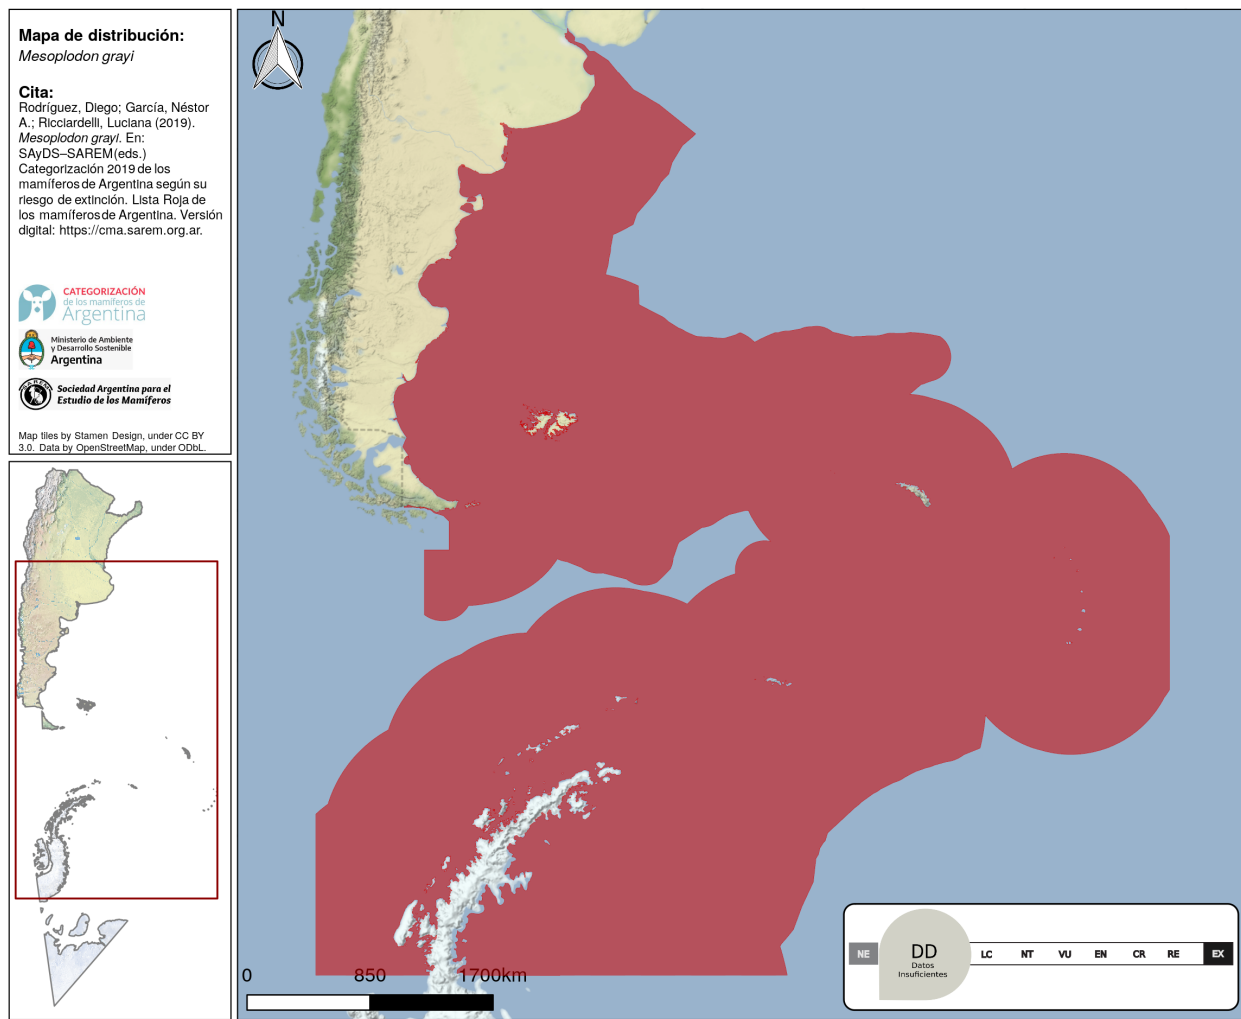 Mapa de distribución:
Mesoplodon grayi
Cita:
Rodríguez, Diego; García, Néstor
A.; Ricciardelli, Luciana (2019).
Mesoplodon grayi. En:
SAyDS–SAREM(eds.)
Categorización 2019 de los
mamíferos de Argentina según su
riesgo de extinción. Lista Roja de
los mamíferos de Argentina. Versión
digital: https://cma.sarem.org.ar.
CATEGORIZACIÓN
de los mamíferos de
Argentina
Ministerio de Ambiente
y Desarrollo Sostenible
Argentina
S.A.R.E.M.
Sociedad Argentina para el
Estudio de los Mamíferos
Map tiles by Stamen Design, under CC BY
3.0. Data by OpenStreetMap, under ODbL.
N
0 850 1700km
NE DD LC NT VU EN CR RE EX
Datos
Insuficientes